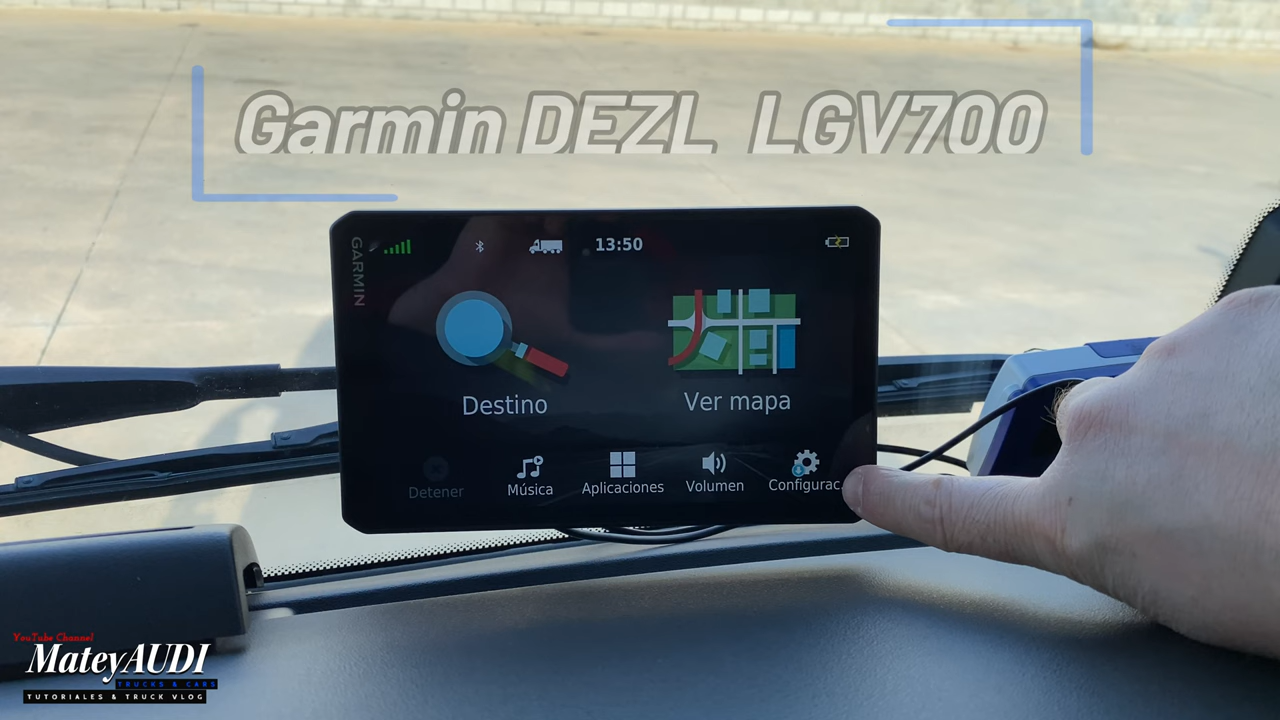 Garmin DEZL LGV700
GARMIN
13:50
Destino
Ver mapa
Detener
Música
Aplicaciones
Volumen
Configurac...
YouTube Channel
MateyAUDI
TRUCKS & CARS
TUTORIALES & TRUCK VLOG